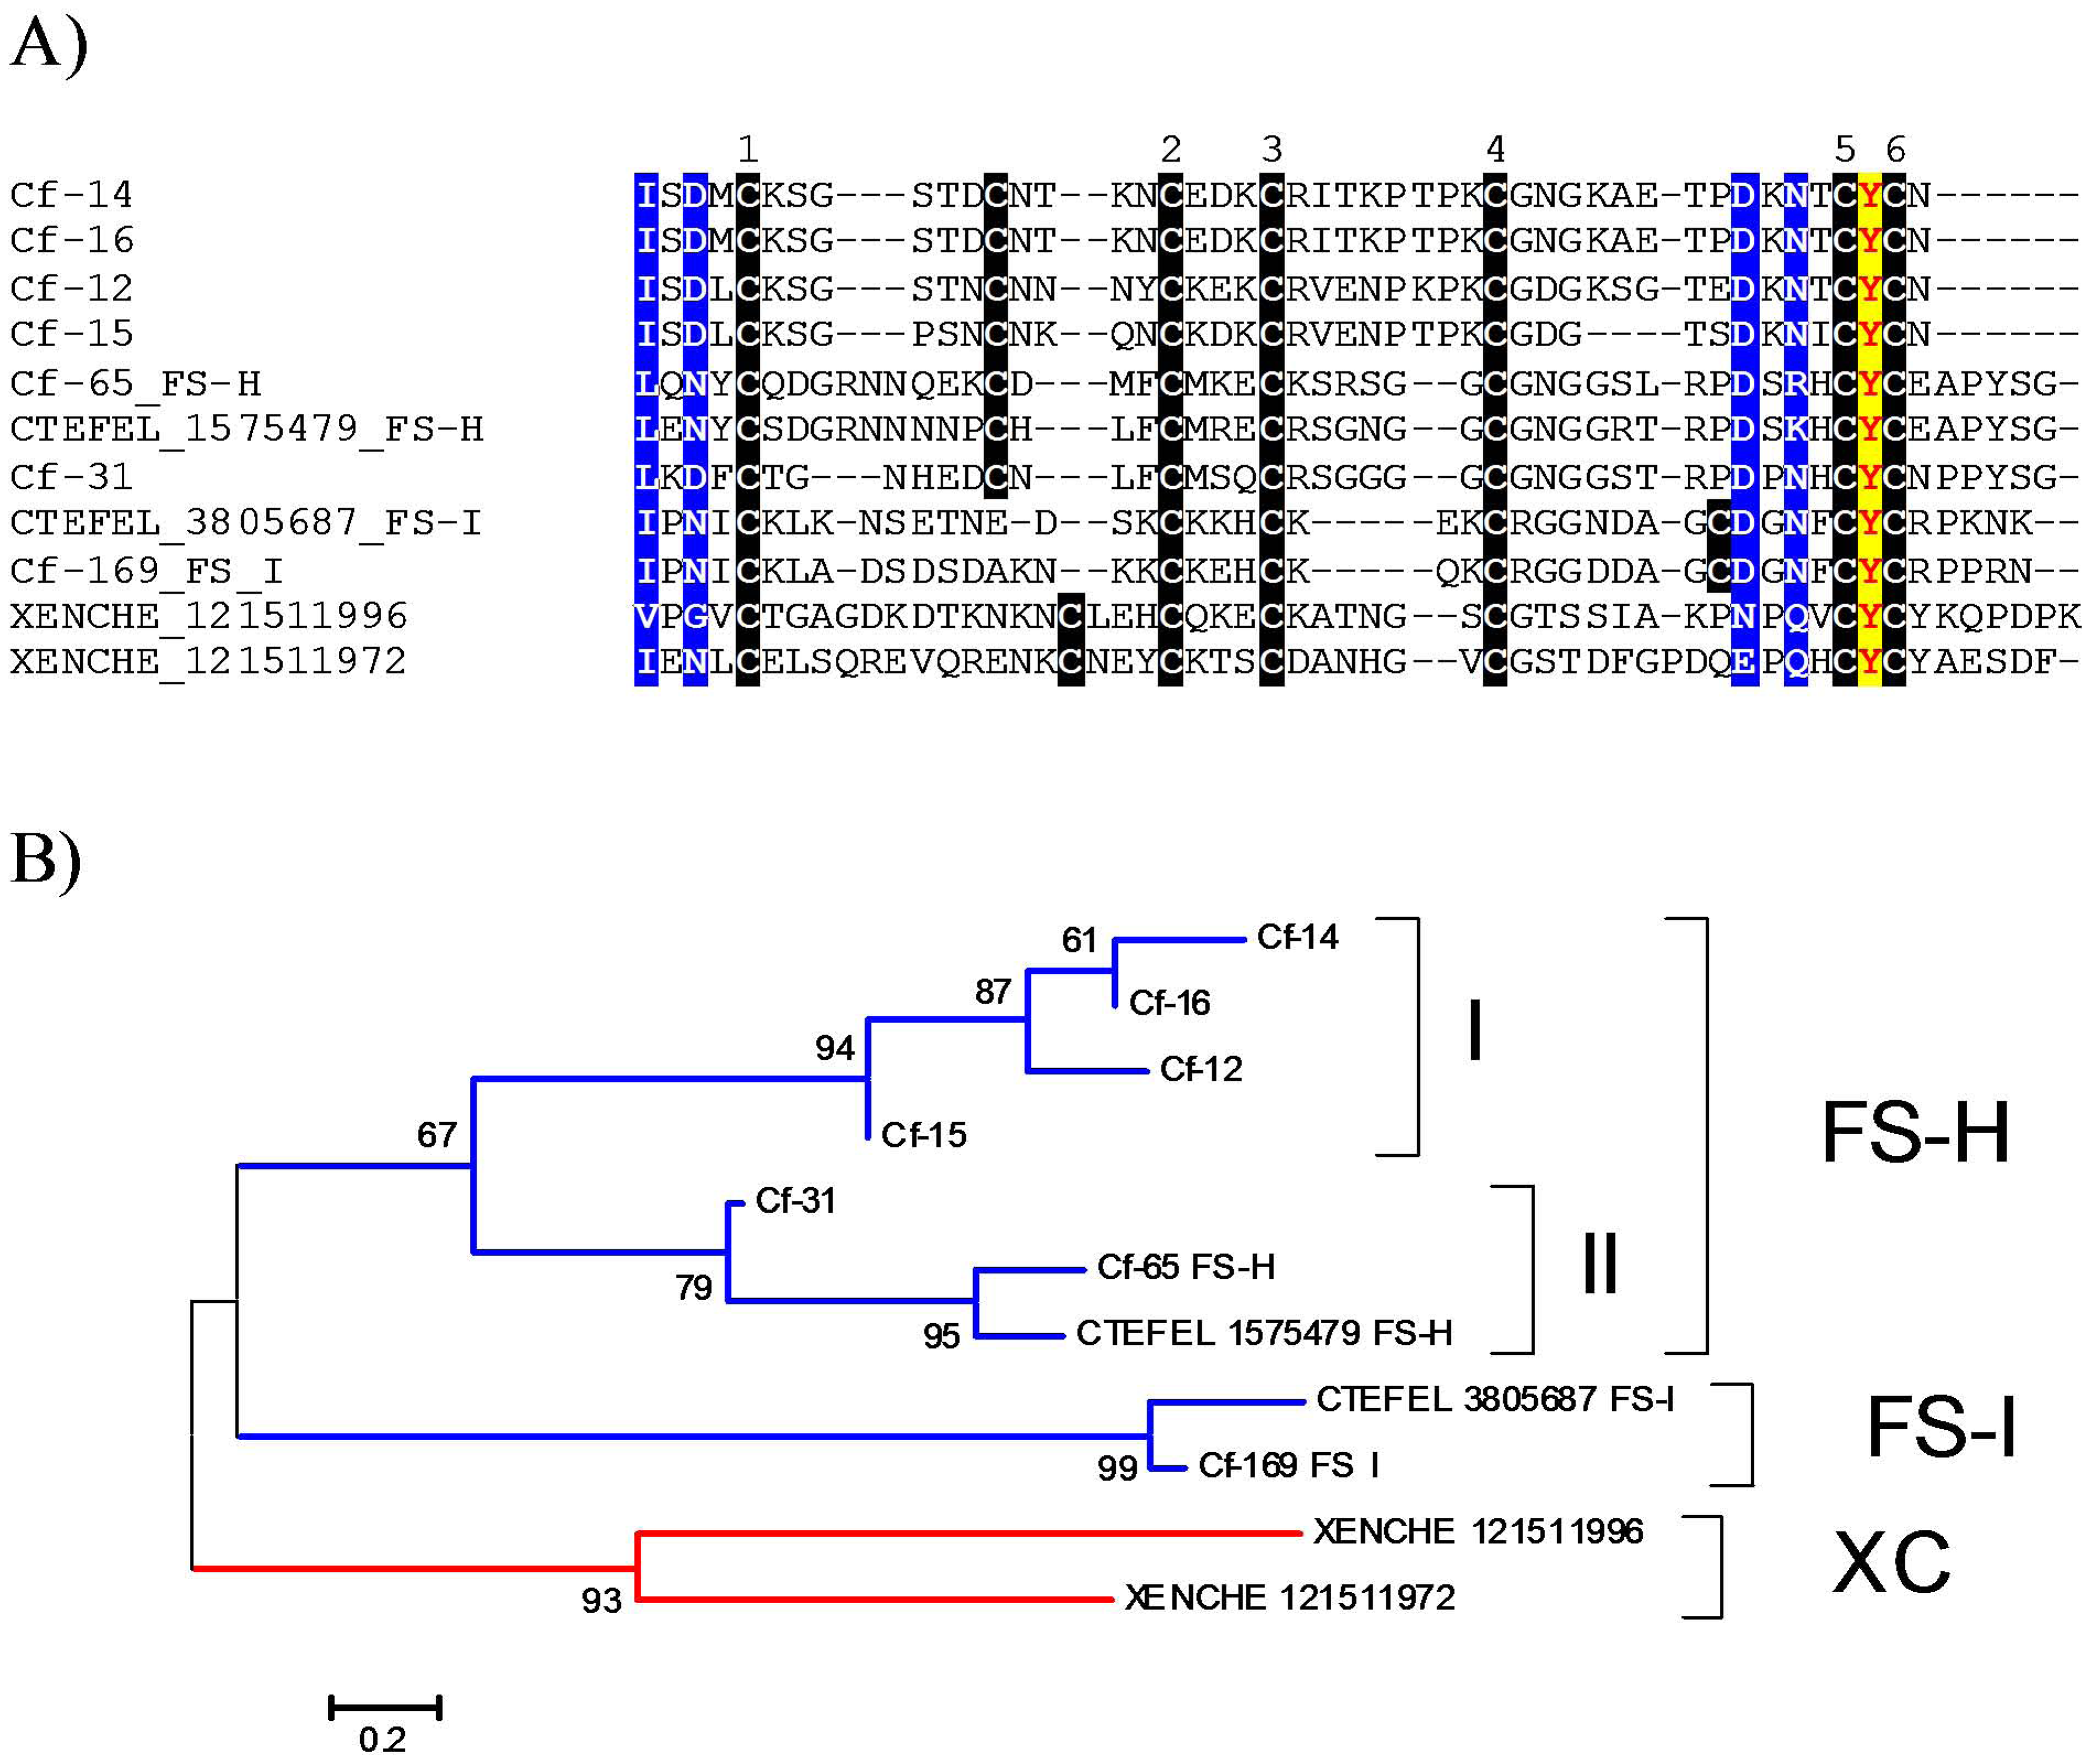 A)
1 2 3 4 5 6
Cf-14 ISDMCKSG---STDCNT--KNCEDKCRITKPTPKCGNGKAE-TPDKNTCYCN------
Cf-16 ISDMCKSG---STDCNT--KNCEDKCRITKPTPKCGNGKAE-TPDKNTCYCN------
Cf-12 ISDLCKSG---STNCNN--NYCKEKCRVENPKPKCGDGKSG-TEDKNTCYCN------
Cf-15 ISDLCKSG---PSNCNK--QNCKDKCRVENPTPKCGDG----TSDKNICYCN------
Cf-65_FS-H LQNYCQDGRNNQEKCD---MFCMKECKSRSG--GCGNGGSL-RPDSRHCYCEAPYSG-
CTEFEL_1575479_FS-H LENYCSDGRNNNNPCH---LFCMRECRSGNG--GCGNGGRT-RPDSKHCYCEAPYSG-
Cf-31 LKDFCTG---NHEDCN---LFCMSQCRSGGG--GCGNGGST-RPDPNHCYCNPPYSG-
CTEFEL_3805687_FS-I IPNICKLK-NSETNE-D--SKCKKHCK-----EKCRGGNDA-GCDGNFCYCRPKNK--
Cf-169_FS_I IPNICKLA-DSDSDAKN--KKCKEHCK-----QKCRGGDDA-GCDGNFCYCRPPRN--
XENCHE_121511996 VPGVCTGAGDKDTKNKNCLEHCQKECKATNG--SCGTSSIA-KPNPQVCYCYKQPDPK
XENCHE_121511972 IENLCELSQREVQRENKCNEYCKTSCDANHG--VCGSTDFGPDQEPQHCYCYAESDF-
B)
61 Cf-14
87 Cf-16
I
94 Cf-12
67 Cf-15
FS-H
Cf-31
79 Cf-65 FS-H
II
95 CTEFEL 1575479 FS-H
CTEFEL 3805687 FS-I
FS-I
99 Cf-169 FS I
XENCHE 121511996
XC
93 XENCHE 121511972
0.2